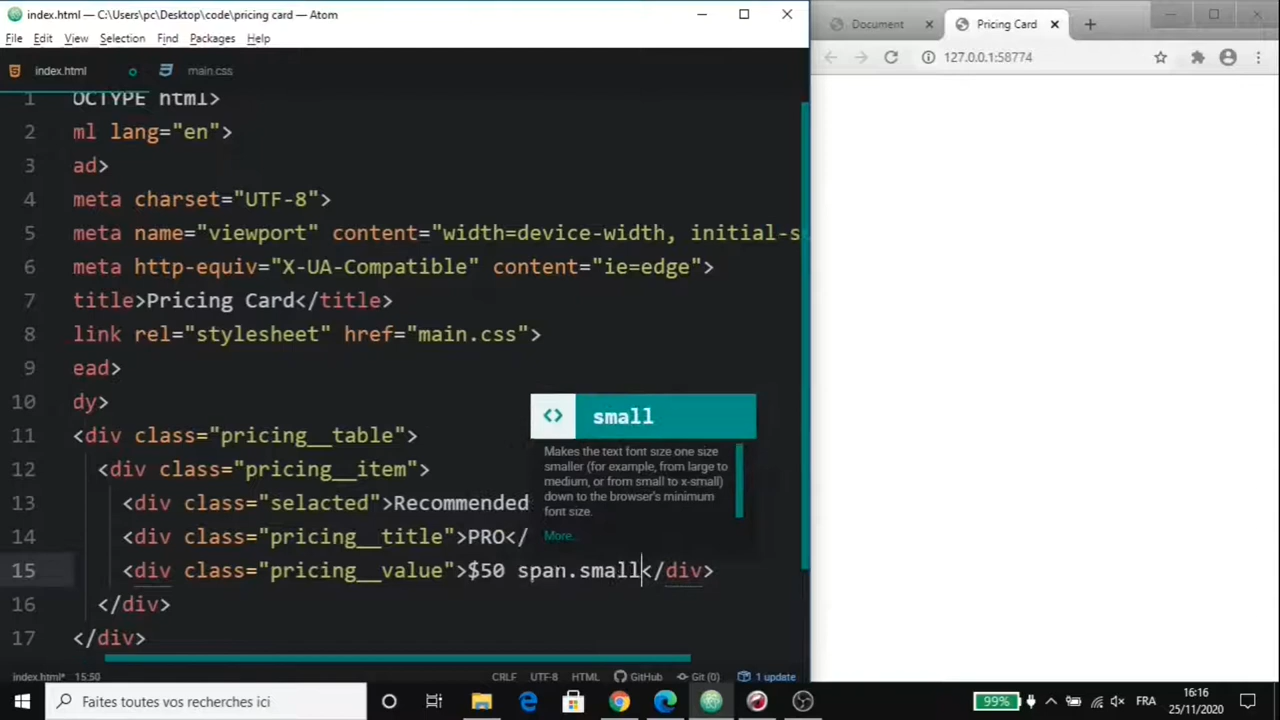 index.html — C:\Users\pc\Desktop\code\pricing card — Atom
File Edit View Selection Find Packages Help
index.html main.css
1 OCTYPE html>
2 ml lang="en">
3 ad>
4 meta charset="UTF-8">
5 meta name="viewport" content="width=device-width, initial-s
6 meta http-equiv="X-UA-Compatible" content="ie=edge">
7 title>Pricing Card</title>
8 link rel="stylesheet" href="main.css">
9 ead>
10 dy>
11 <div class="pricing__table">
12 <div class="pricing__item">
13 <div class="selacted">Recommended
14 <div class="pricing__title">PRO</
15 <div class="pricing__value">$50 span.small</div>
16 </div>
17 </div>
small
Makes the text font size one size
smaller (for example, from large to
medium, or from small to x-small)
down to the browser's minimum
font size.
More..
index.html* 15:50 CRLF UTF-8 HTML GitHub Git (0) 1 update
Document Pricing Card
127.0.0.1:58774
Faites toutes vos recherches ici
99% FRA
16:16
25/11/2020